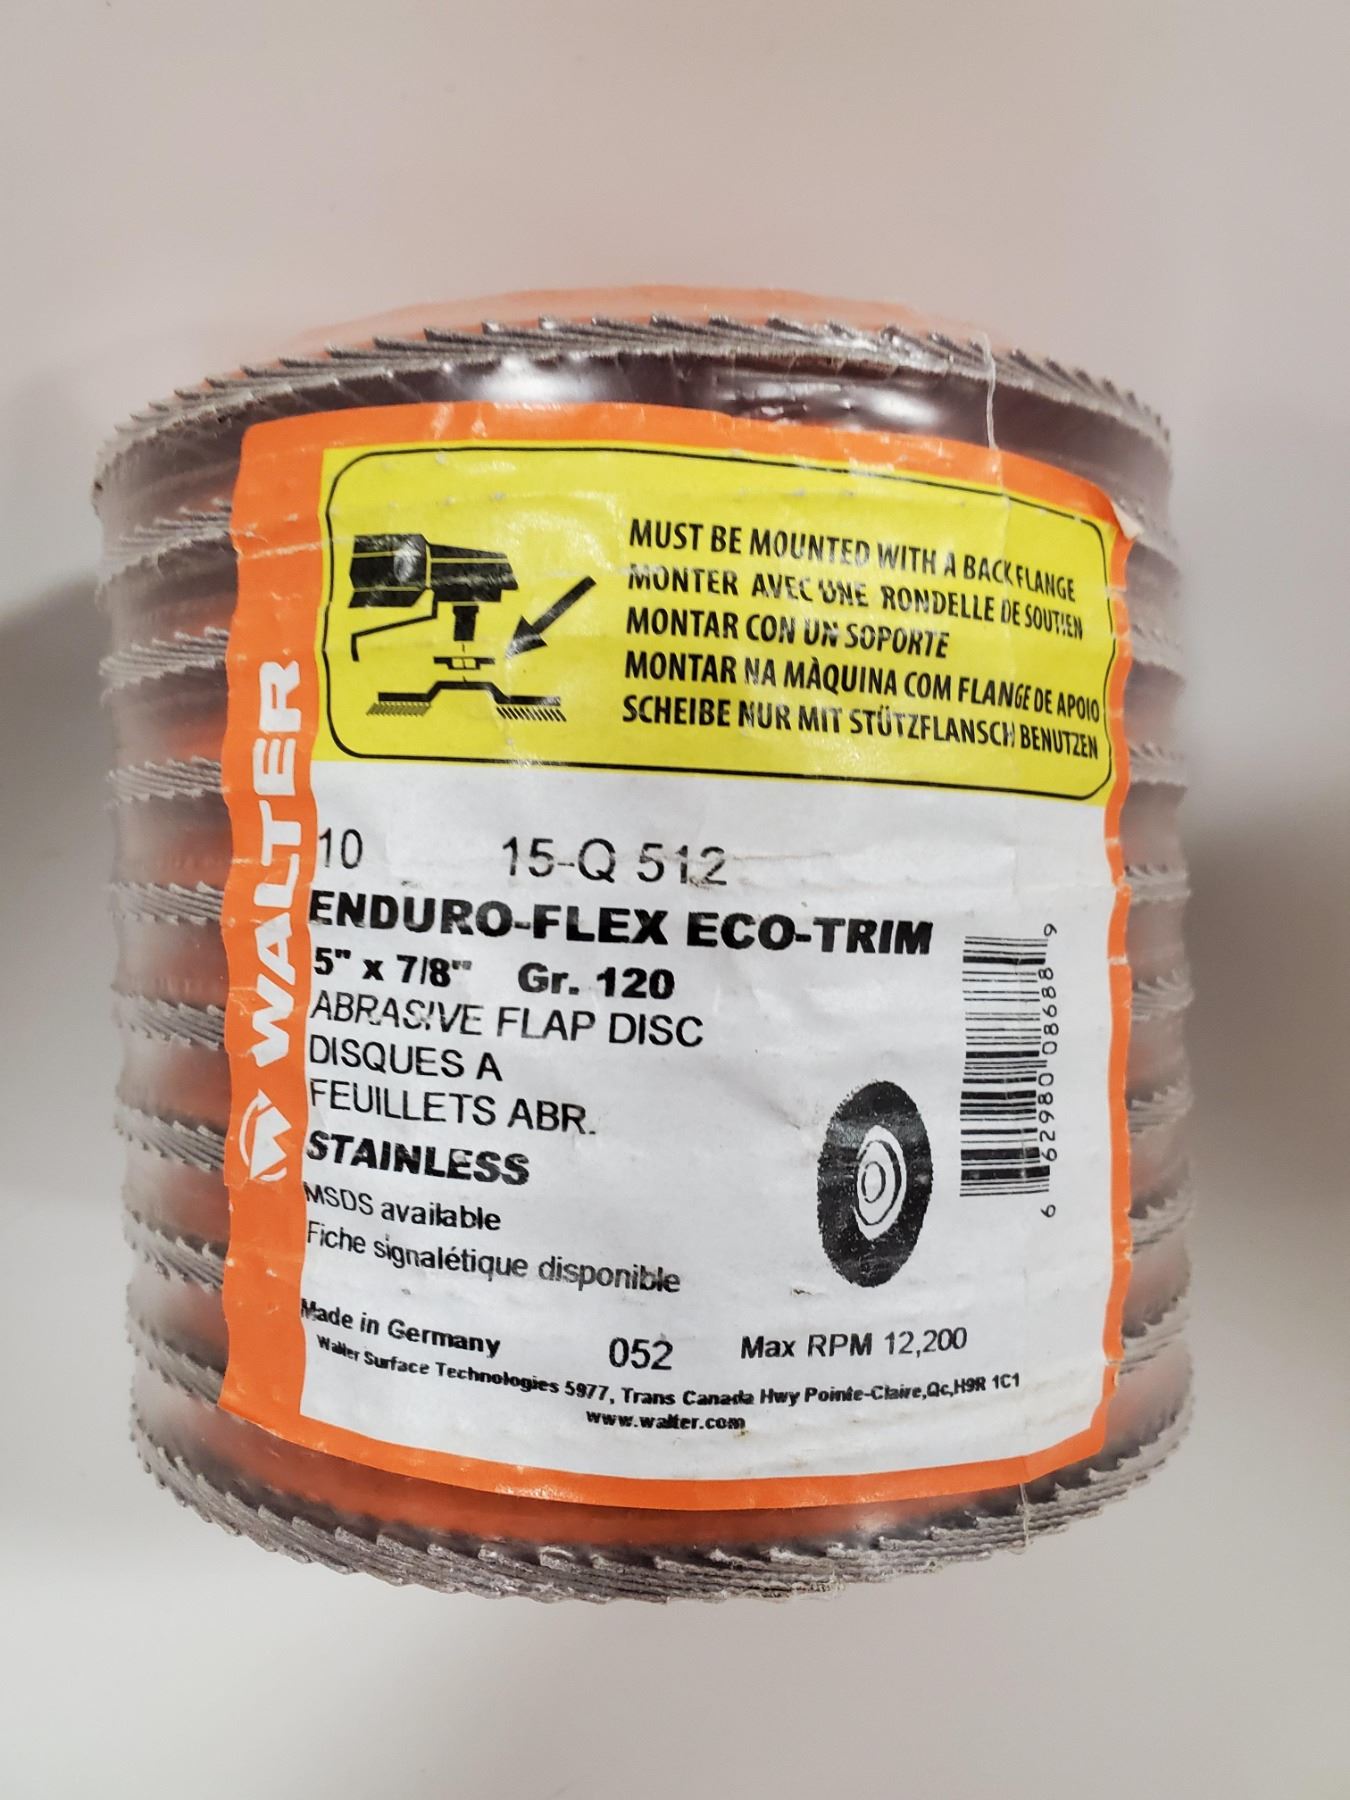 WALTER
MUST BE MOUNTED WITH A BACK FLANGE
MONTER AVEC UNE RONDELLE DE SOUTIEN
MONTAR CON UN SOPORTE
MONTAR NA MÀQUINA COM FLANGE DE APOIO
SCHEIBE NUR MIT STÜTZFLANSCH BENUTZEN
10 15-Q 512
ENDURO-FLEX ECO-TRIM
5" x 7/8" Gr. 120
ABRASIVE FLAP DISC
DISQUES A
FEUILLETS ABR.
STAINLESS
MSDS available
Fiche signalétique disponible
Made in Germany 052 Max RPM 12,200
Walter Surface Technologies 5977, Trans Canada Hwy Pointe-Claire,Qc,H9R 1C1
www.walter.com
6 62980 08688 9